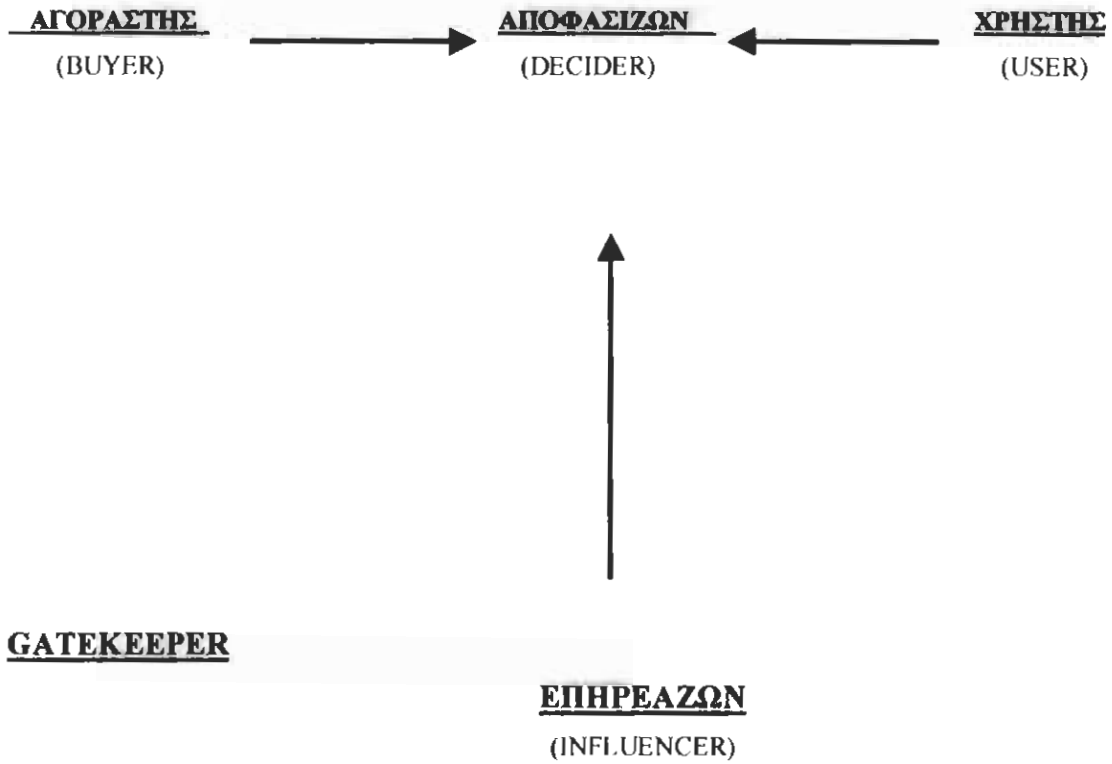 ΑΓΟΡΑΣΤΗΣ ΑΠΟΦΑΣΙΖΩΝ ΧΡΗΣΤΗΣ
(BUYER) (DECIDER) (USER)
GATEKEEPER
ΕΠΗΡΕΑΖΩΝ
(INFLUENCER)